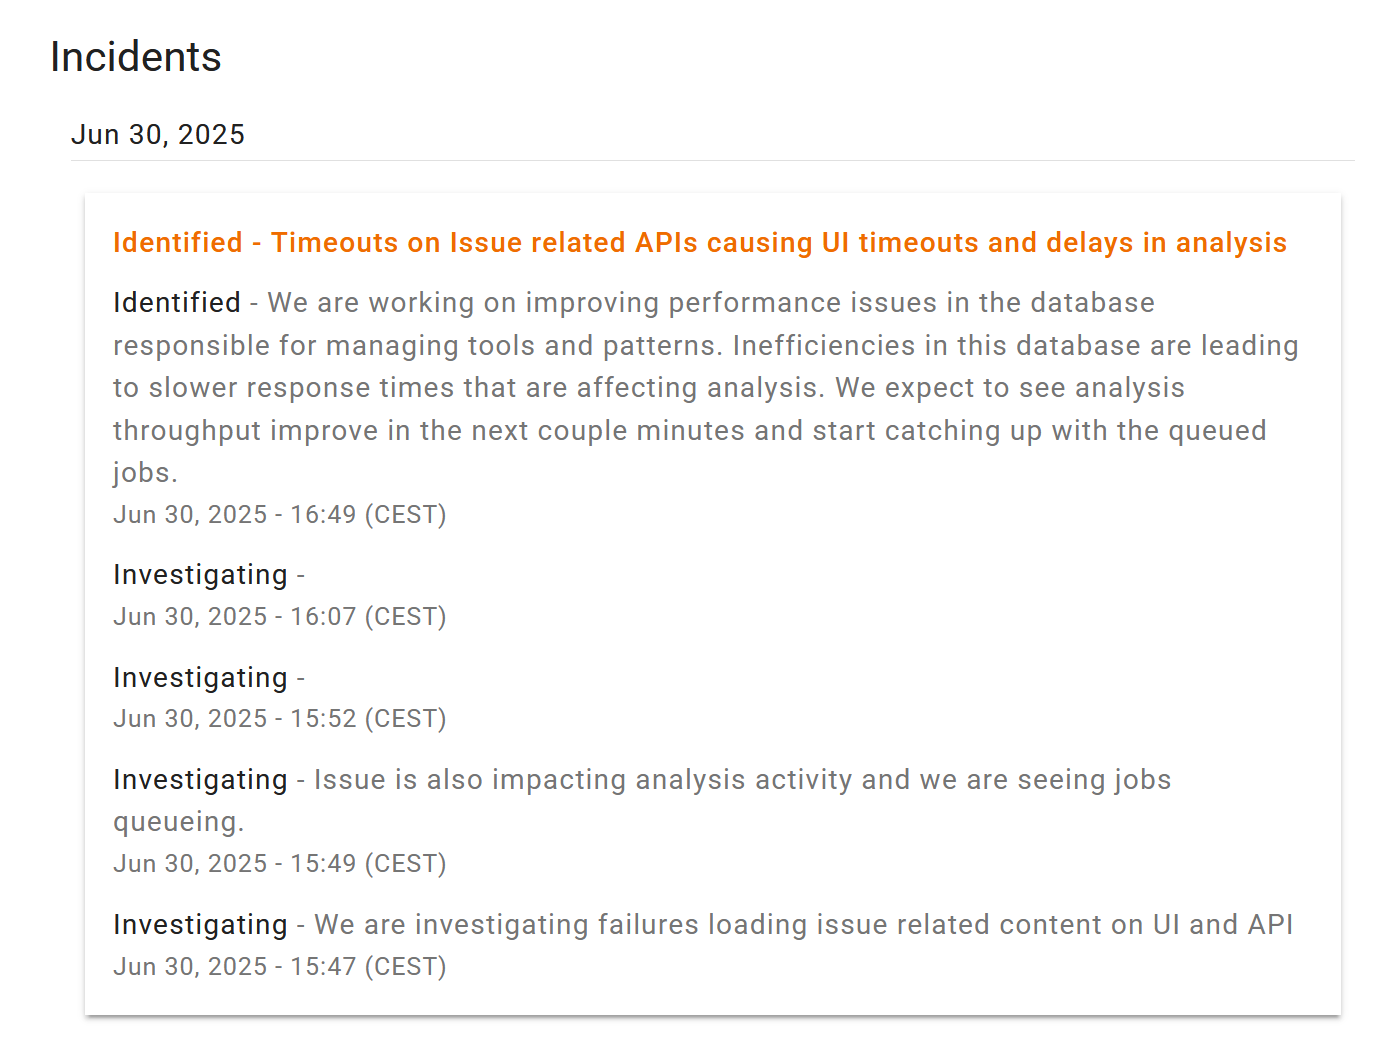 Incidents
Jun 30, 2025
Identified - Timeouts on Issue related APIs causing UI timeouts and delays in analysis
Identified - We are working on improving performance issues in the database
responsible for managing tools and patterns. Inefficiencies in this database are leading
to slower response times that are affecting analysis. We expect to see analysis
throughput improve in the next couple minutes and start catching up with the queued
jobs.
Jun 30, 2025 - 16:49 (CEST)
Investigating -
Jun 30, 2025 - 16:07 (CEST)
Investigating -
Jun 30, 2025 - 15:52 (CEST)
Investigating - Issue is also impacting analysis activity and we are seeing jobs
queueing.
Jun 30, 2025 - 15:49 (CEST)
Investigating - We are investigating failures loading issue related content on UI and API
Jun 30, 2025 - 15:47 (CEST)